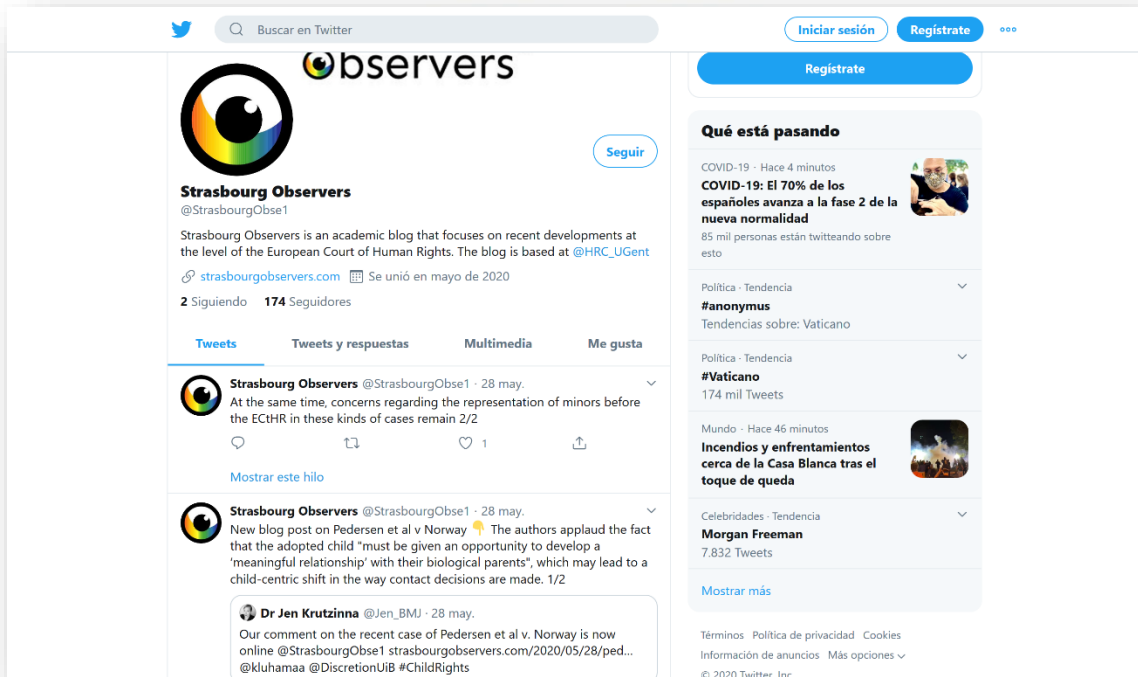 Buscar en Twitter
Iniciar sesión
Regístrate
Observers
Seguir
Strasbourg Observers
@StrasbourgObse1
Strasbourg Observers is an academic blog that focuses on recent developments at
the level of the European Court of Human Rights. The blog is based at @HRC_UGent
strasbourgobservers.com Se unió en mayo de 2020
2 Siguiendo 174 Seguidores
Tweets Tweets y respuestas Multimedia Me gusta
Strasbourg Observers @StrasbourgObse1 · 28 may.
At the same time, concerns regarding the representation of minors before
the ECtHR in these kinds of cases remain 2/2
1
Mostrar este hilo
Strasbourg Observers @StrasbourgObse1 · 28 may.
New blog post on Pedersen et al v Norway 👇 The authors applaud the fact
that the adopted child "must be given an opportunity to develop a
‘meaningful relationship’ with their biological parents", which may lead to a
child-centric shift in the way contact decisions are made. 1/2
Dr Jen Krutzinna @Jen_BMJ · 28 may.
Our comment on the recent case of Pedersen et al v. Norway is now
online @StrasbourgObse1 strasbourgobservers.com/2020/05/28/ped...
@kluhamaa @DiscretionUiB #ChildRights
Regístrate
Qué está pasando
COVID-19 · Hace 4 minutos
COVID-19: El 70% de los
españoles avanza a la fase 2 de la
nueva normalidad
85 mil personas están twitteando sobre
esto
Política · Tendencia
#anonymus
Tendencias sobre: Vaticano
Política · Tendencia
#Vaticano
174 mil Tweets
Mundo · Hace 46 minutos
Incendios y enfrentamientos
cerca de la Casa Blanca tras el
toque de queda
Celebridades · Tendencia
Morgan Freeman
7.832 Tweets
Mostrar más
Términos Política de privacidad Cookies
Información de anuncios Más opciones
© 2020 Twitter, Inc.